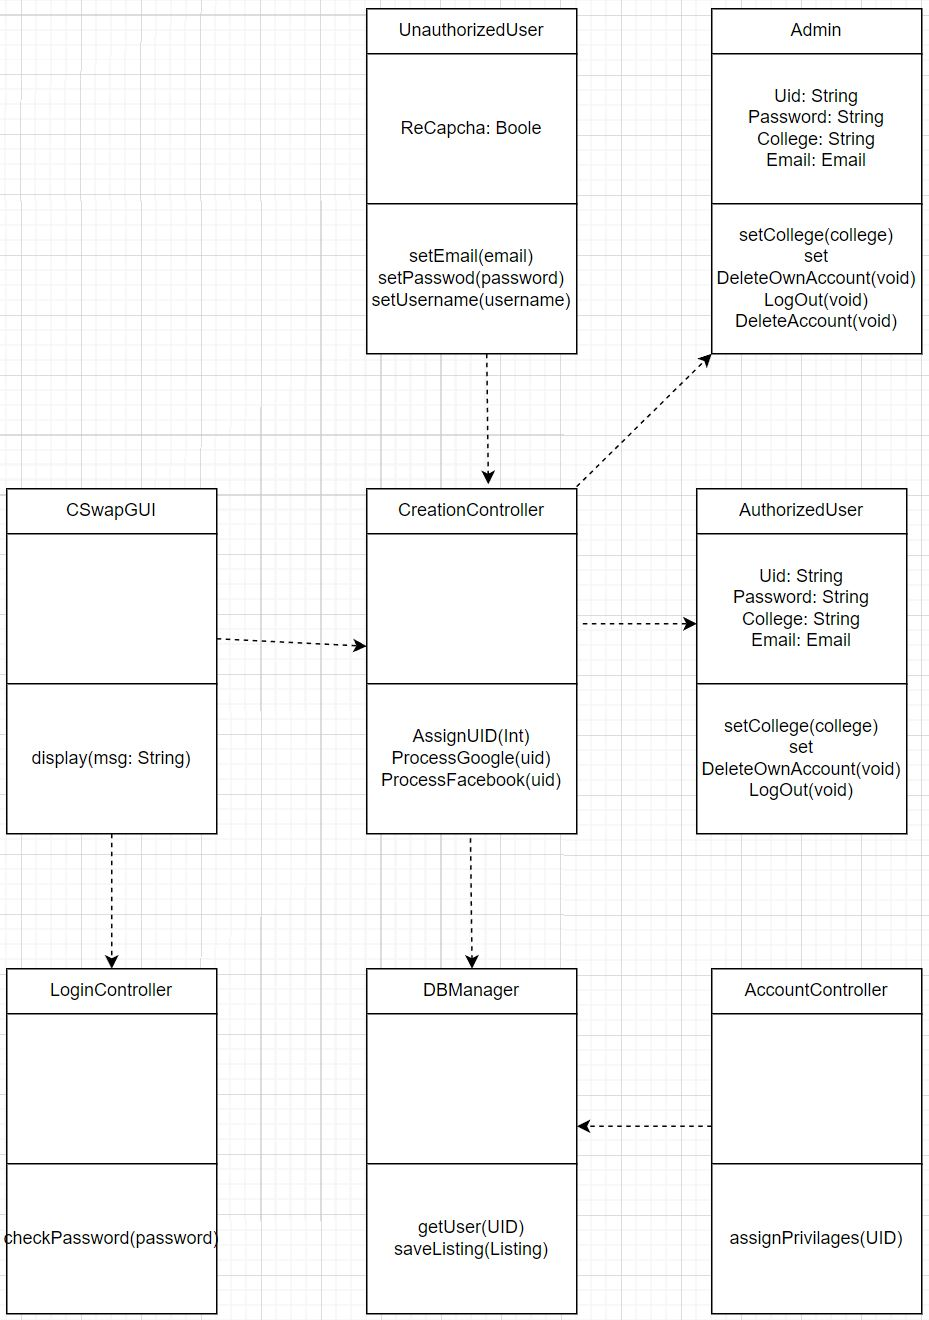 UnauthorizedUser
ReCapcha: Boole
setEmail(email)
setPasswod(password)
setUsername(username)
Admin
Uid: String
Password: String
College: String
Email: Email
setCollege(college)
set
DeleteOwnAccount(void)
LogOut(void)
DeleteAccount(void)
CSwapGUI
display(msg: String)
CreationController
AssignUID(Int)
ProcessGoogle(uid)
ProcessFacebook(uid)
AuthorizedUser
Uid: String
Password: String
College: String
Email: Email
setCollege(college)
set
DeleteOwnAccount(void)
LogOut(void)
LoginController
checkPassword(password)
DBManager
getUser(UID)
saveListing(Listing)
AccountController
assignPrivilages(UID)